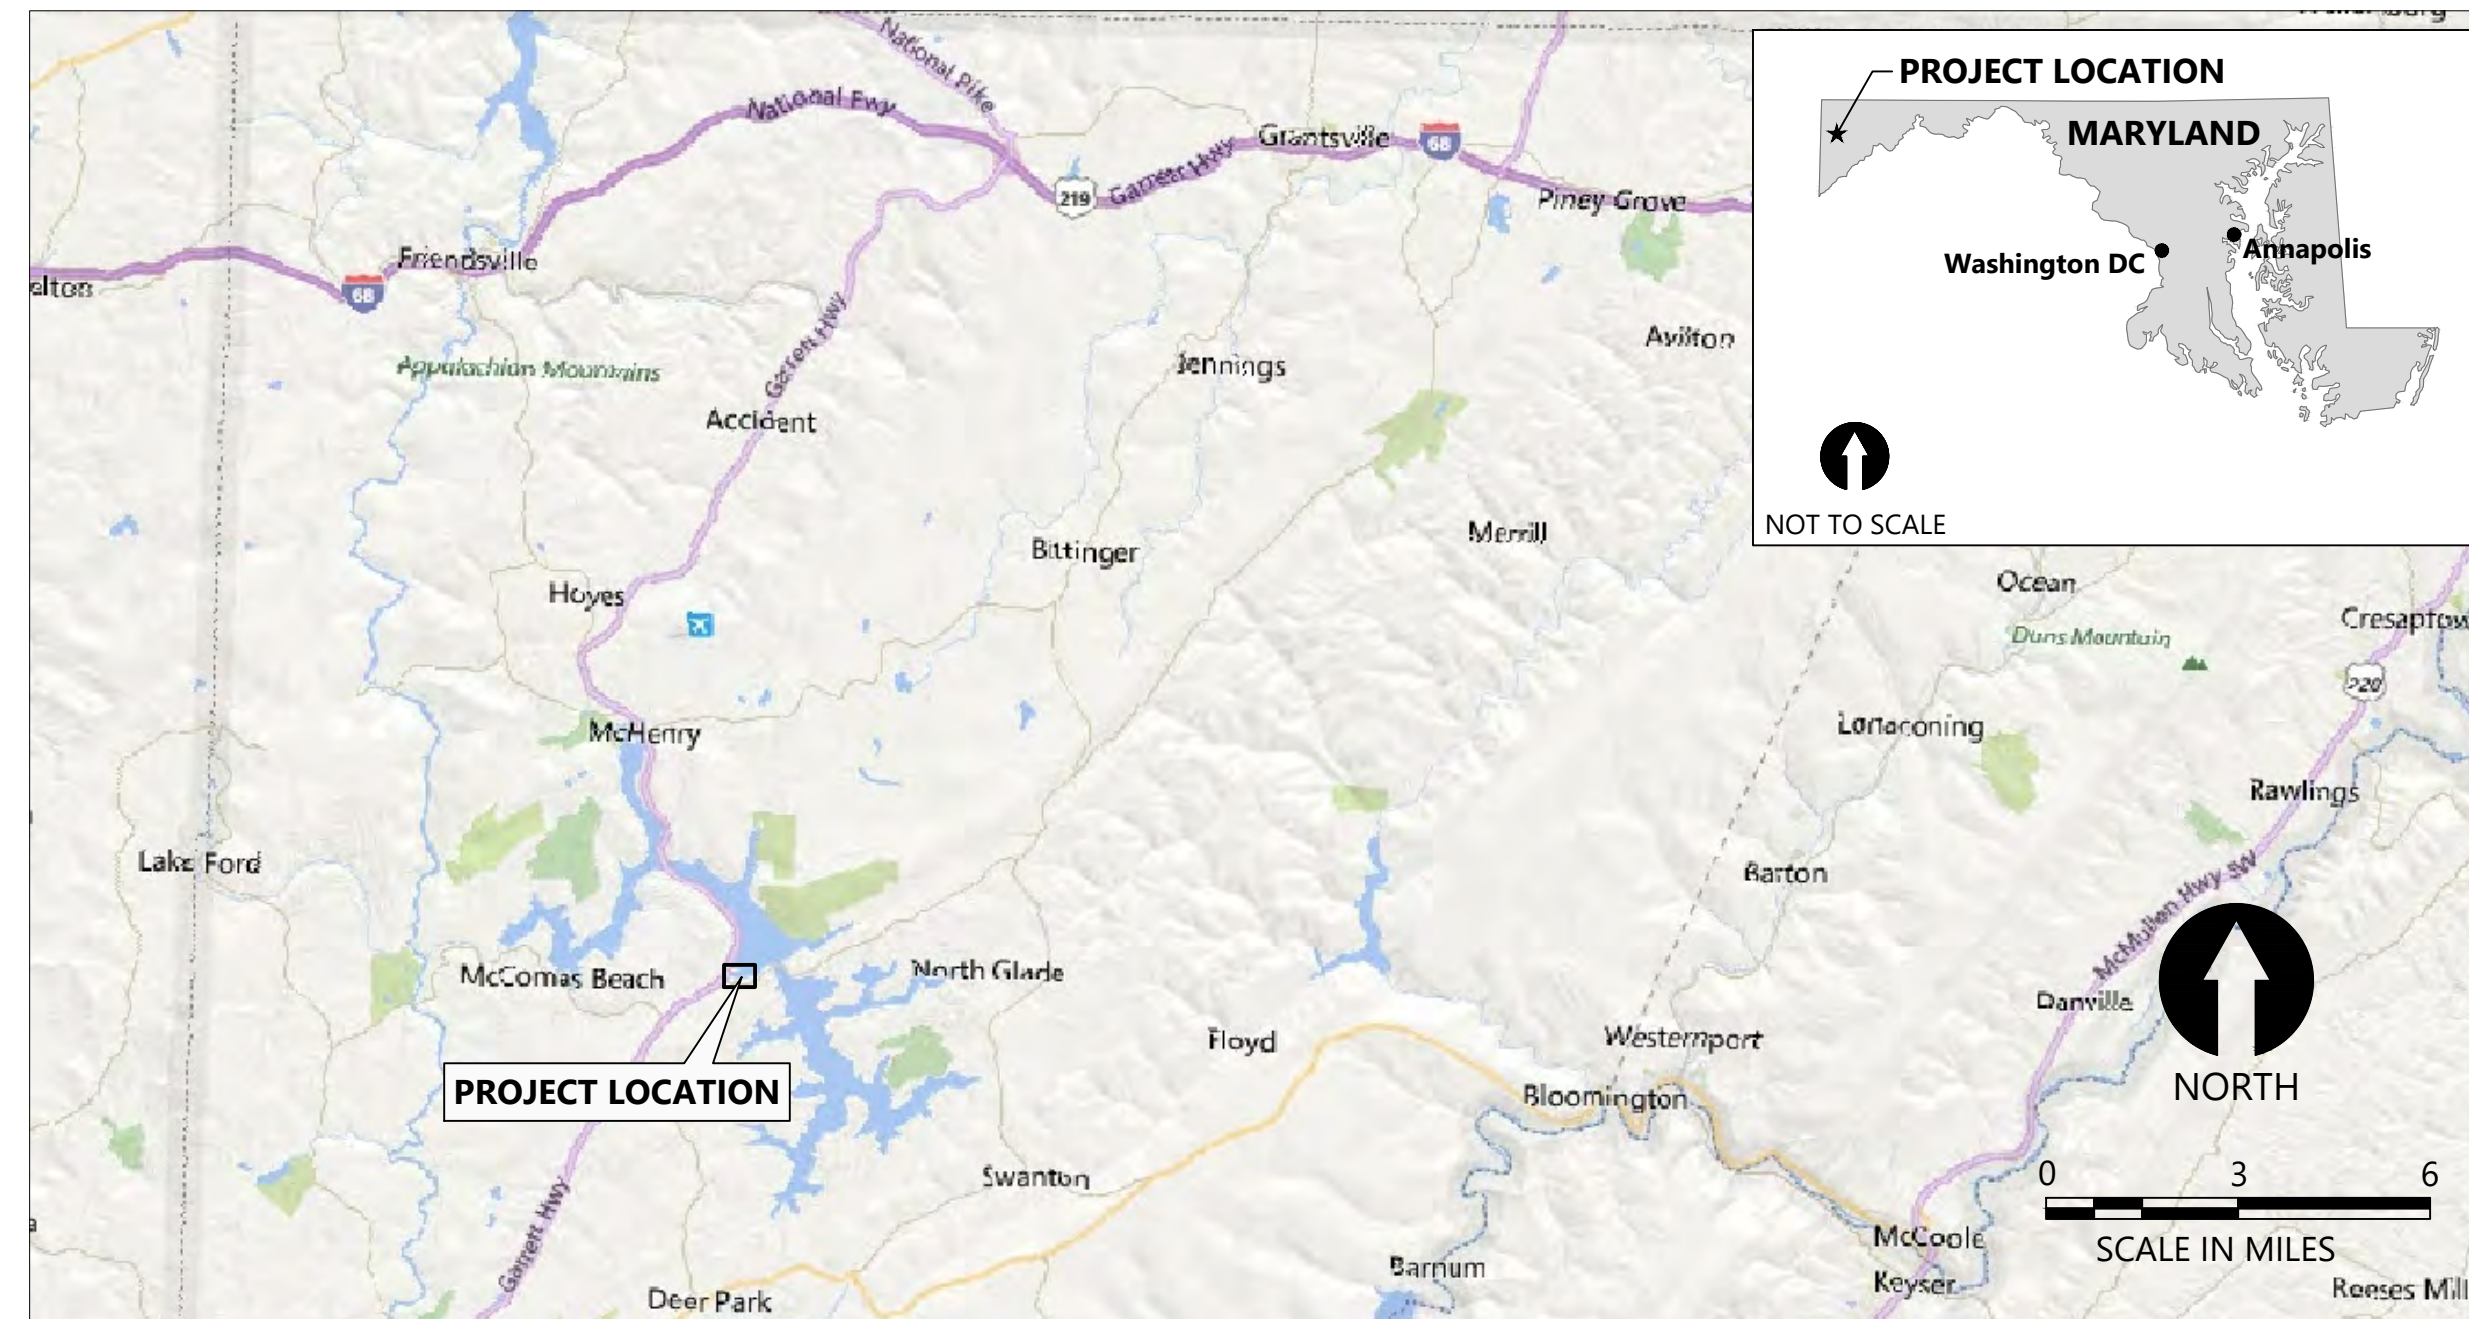 National Pike
National Fwy
Grantsville
68
219
Garrett Hwy
Piney Grove
Friendsville
elton
68
Garrett Hwy
Avilton
Appalachian Mountains
Jennings
Accident
Merrill
Bittinger
Hoyes
McHenry
Lake Ford
McComas Beach
North Glade
Floyd
PROJECT LOCATION
Swanton
Garrett Hwy
Deer Park
Barnum
Bloomington
Westernport
Barton
Lonaconing
Ocean
Dans Mountain
Cresaptow
220
Rawlings
McMullen Hwy SW
Danville
McCoole
Keyser
Reeses Mill
PROJECT LOCATION
MARYLAND
Washington DC
Annapolis
NOT TO SCALE
NORTH
0 3 6
SCALE IN MILES